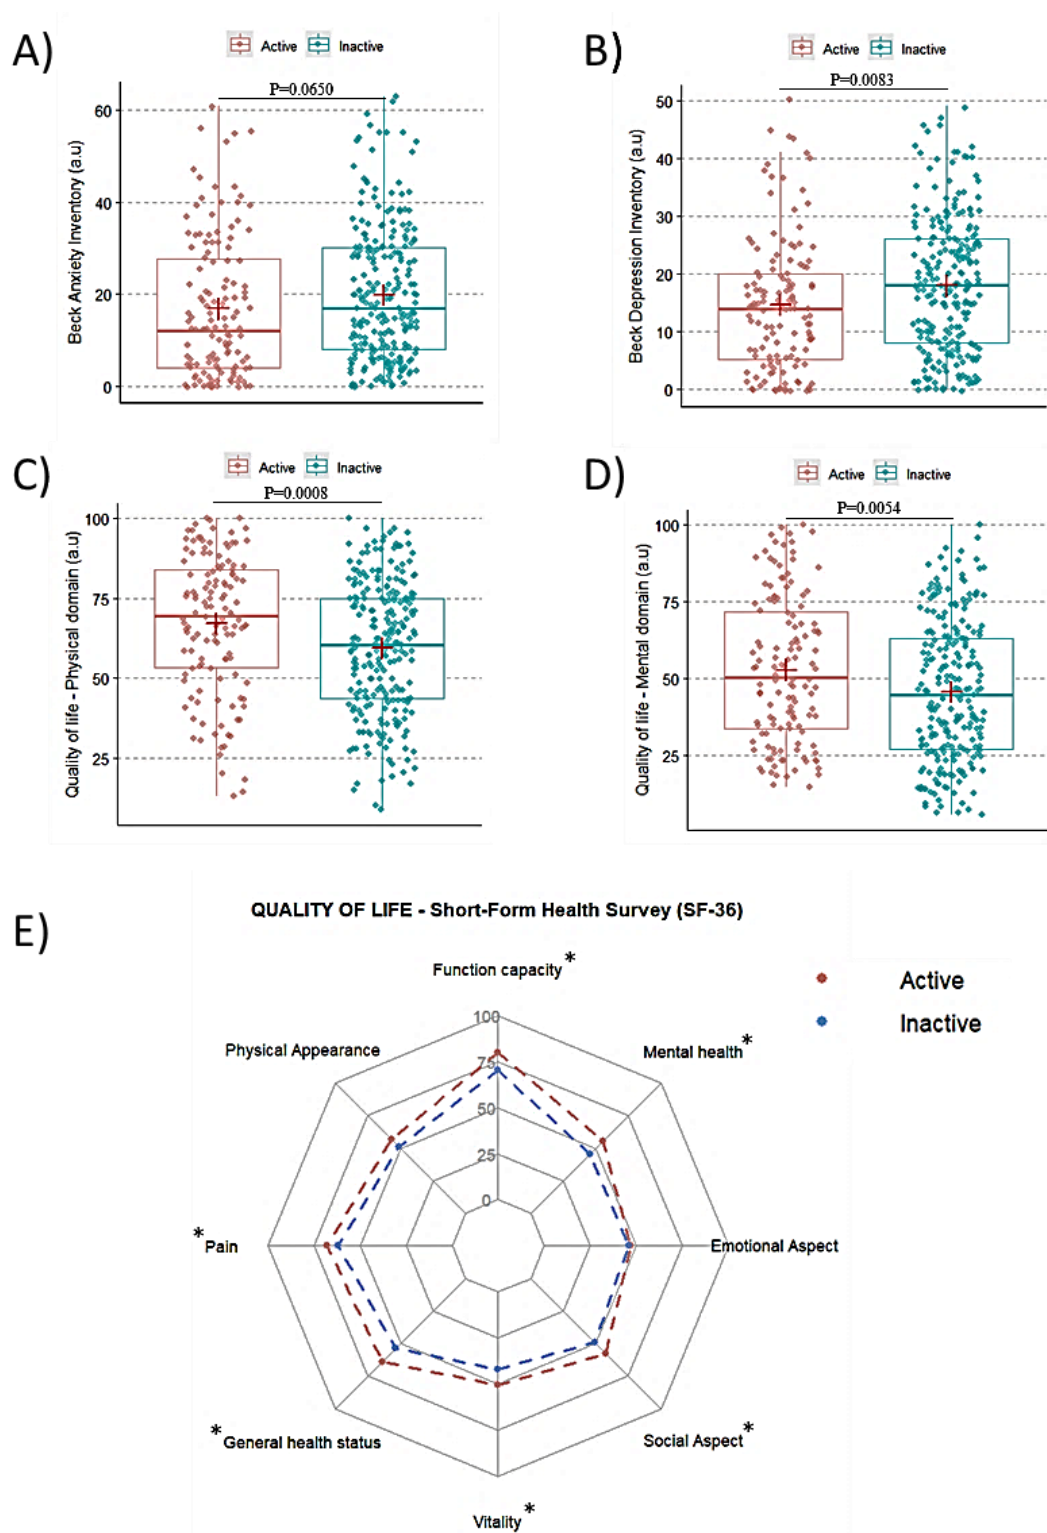 A)
Active Inactive
P=0.0650
Beck Anxiety Inventory (a.u)
60
40
20
0
B)
Active Inactive
P=0.0083
Beck Depression Inventory (a.u)
50
40
30
20
10
0
C)
Active Inactive
P=0.0008
Quality of life - Physical domain (a.u)
100
75
50
25
D)
Active Inactive
P=0.0054
Quality of life - Mental domain (a.u)
100
75
50
25
E)
QUALITY OF LIFE - Short-Form Health Survey (SF-36)
Active
Inactive
Function capacity *
Physical Appearance
Mental health *
100
75
50
25
0
* Pain
Emotional Aspect
* General health status
Social Aspect *
Vitality *